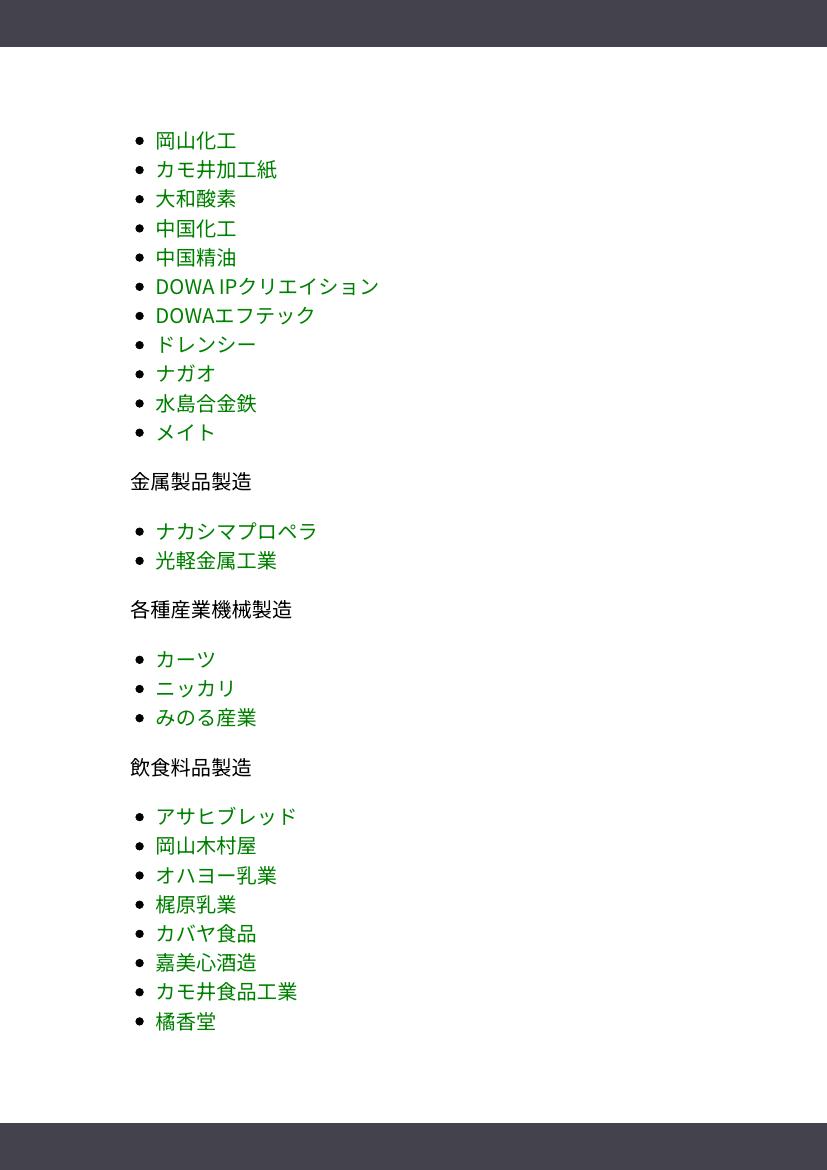 岡山化工
カモ井加工紙
大和酸素
中国化工
中国精油
DOWA IPクリエイション
DOWAエフテック
ドレンシー
ナガオ
水島合金鉄
メイト
金属製品製造
ナカシマプロペラ
光軽金属工業
各種産業機械製造
カーツ
ニッカリ
みのる産業
飲食料品製造
アサヒブレッド
岡山木村屋
オハヨー乳業
梶原乳業
カバヤ食品
嘉美心酒造
カモ井食品工業
橘香堂